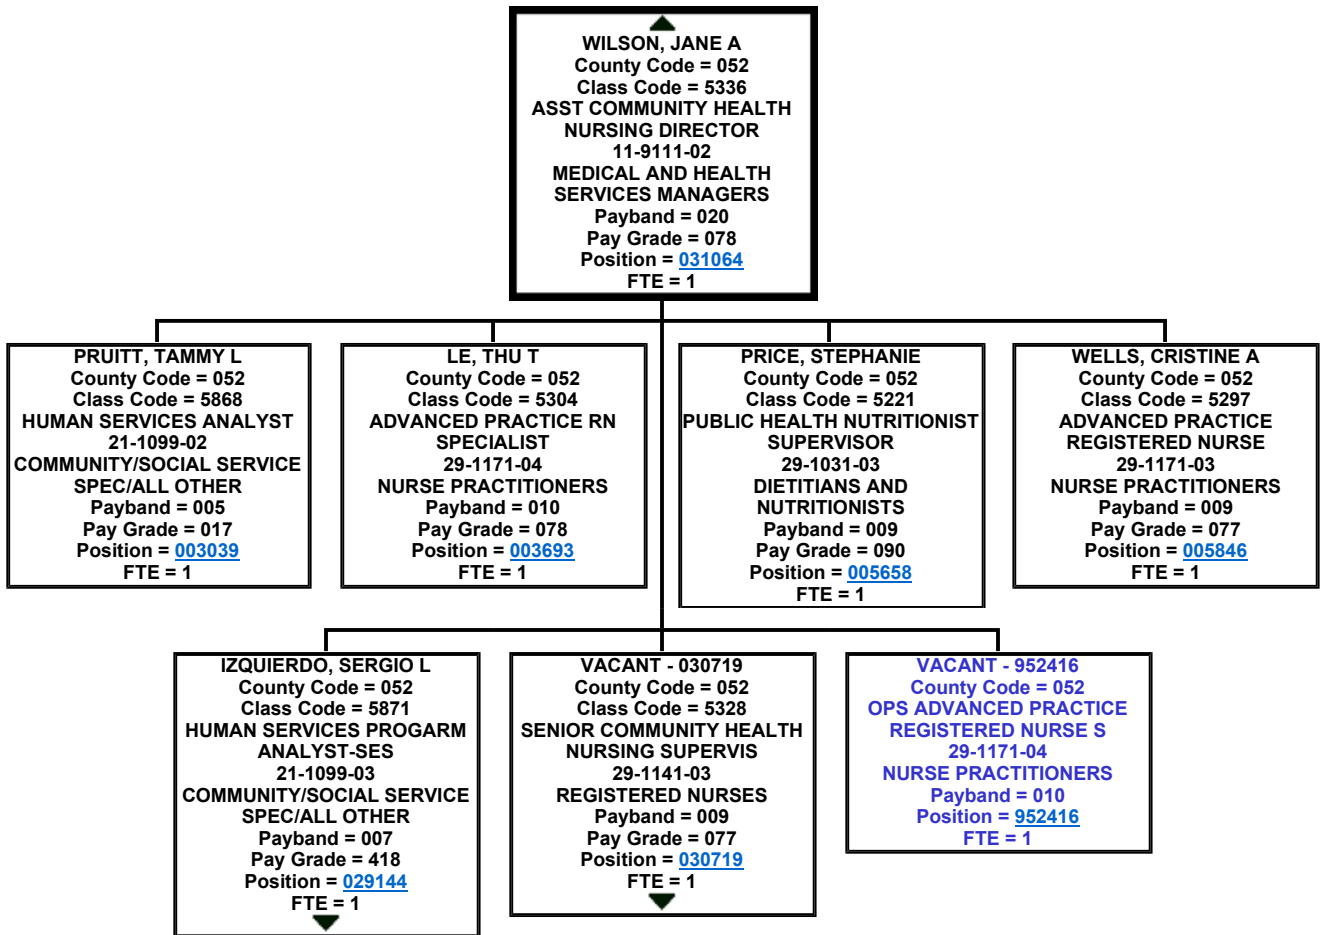 WILSON, JANE A
County Code = 052
Class Code = 5336
ASST COMMUNITY HEALTH
NURSING DIRECTOR
11-9111-02
MEDICAL AND HEALTH
SERVICES MANAGERS
Payband = 020
Pay Grade = 078
Position = 031064
FTE = 1
PRUITT, TAMMY L
County Code = 052
Class Code = 5868
HUMAN SERVICES ANALYST
21-1099-02
COMMUNITY/SOCIAL SERVICE
SPEC/ALL OTHER
Payband = 005
Pay Grade = 017
Position = 003039
FTE = 1
LE, THU T
County Code = 052
Class Code = 5304
ADVANCED PRACTICE RN
SPECIALIST
29-1171-04
NURSE PRACTITIONERS
Payband = 010
Pay Grade = 078
Position = 003693
FTE = 1
PRICE, STEPHANIE
County Code = 052
Class Code = 5221
PUBLIC HEALTH NUTRITIONIST
SUPERVISOR
29-1031-03
DIETITIANS AND
NUTRITIONISTS
Payband = 009
Pay Grade = 090
Position = 005658
FTE = 1
WELLS, CRISTINE A
County Code = 052
Class Code = 5297
ADVANCED PRACTICE
REGISTERED NURSE
29-1171-03
NURSE PRACTITIONERS
Payband = 009
Pay Grade = 077
Position = 005846
FTE = 1
IZQUIERDO, SERGIO L
County Code = 052
Class Code = 5871
HUMAN SERVICES PROGARM
ANALYST-SES
21-1099-03
COMMUNITY/SOCIAL SERVICE
SPEC/ALL OTHER
Payband = 007
Pay Grade = 418
Position = 029144
FTE = 1
VACANT - 030719
County Code = 052
Class Code = 5328
SENIOR COMMUNITY HEALTH
NURSING SUPERVIS
29-1141-03
REGISTERED NURSES
Payband = 009
Pay Grade = 077
Position = 030719
FTE = 1
VACANT - 952416
County Code = 052
OPS ADVANCED PRACTICE
REGISTERED NURSE S
29-1171-04
NURSE PRACTITIONERS
Payband = 010
Position = 952416
FTE = 1